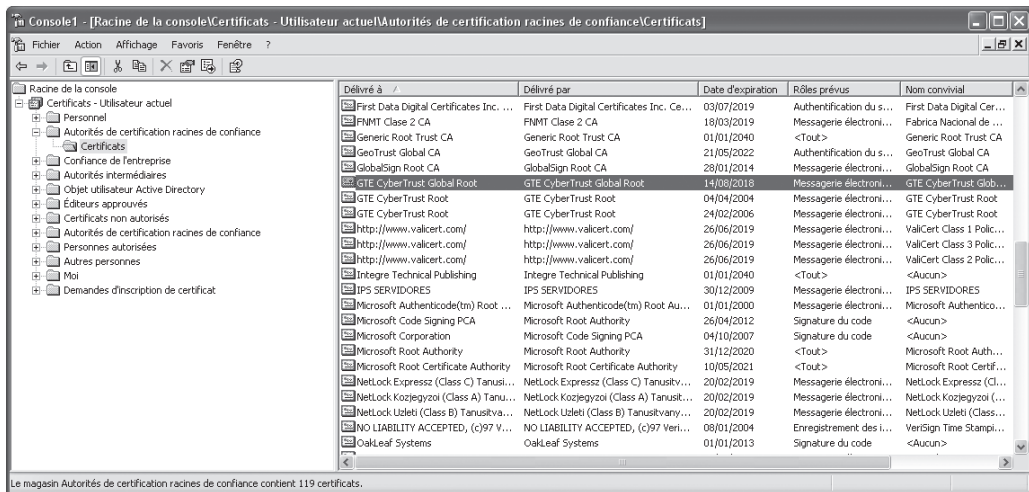 Console1 - [Racine de la console\Certificats - Utilisateur actuel\Autorités de certification racines de confiance\Certificats]
Fichier Action Affichage Favoris Fenêtre ?
Racine de la console
Certificats - Utilisateur actuel
Personnel
Autorités de certification racines de confiance
Certificats
Confiance de l'entreprise
Autorités intermédiaires
Objet utilisateur Active Directory
Éditeurs approuvés
Certificats non autorisés
Autorités de certification racines de confiance
Personnes autorisées
Autres personnes
Moi
Demandes d'inscription de certificat
Délivré à Délivré par Date d'expiration Rôles prévus Nom convivial
First Data Digital Certificates Inc. ... First Data Digital Certificates Inc. Ce... 03/07/2019 Authentification du s... First Data Digital Cer...
FNMT Clase 2 CA FNMT Clase 2 CA 18/03/2019 Messagerie électroni... Fabrica Nacional de ...
Generic Root Trust CA Generic Root Trust CA 01/01/2040 <Tout> Generic Root Trust CA
GeoTrust Global CA GeoTrust Global CA 21/05/2022 Authentification du s... GeoTrust Global CA
GlobalSign Root CA GlobalSign Root CA 28/01/2014 Messagerie électroni... GlobalSign Root CA
GTE CyberTrust Global Root GTE CyberTrust Global Root 14/08/2018 Messagerie électroni... GTE CyberTrust Glob...
GTE CyberTrust Root GTE CyberTrust Root 04/04/2004 Messagerie électroni... GTE CyberTrust Root
GTE CyberTrust Root GTE CyberTrust Root 24/02/2006 Messagerie électroni... GTE CyberTrust Root
http://www.valicert.com/ http://www.valicert.com/ 26/06/2019 Messagerie électroni... ValiCert Class 1 Polic...
http://www.valicert.com/ http://www.valicert.com/ 26/06/2019 Messagerie électroni... ValiCert Class 3 Polic...
http://www.valicert.com/ http://www.valicert.com/ 26/06/2019 Messagerie électroni... ValiCert Class 2 Polic...
Integre Technical Publishing Integre Technical Publishing 01/01/2040 <Tout> <Aucun>
IPS SERVIDORES IPS SERVIDORES 30/12/2009 Messagerie électroni... IPS SERVIDORES
Microsoft Authenticode(tm) Root ... Microsoft Authenticode(tm) Root Au... 01/01/2000 Messagerie électroni... Microsoft Authentico...
Microsoft Code Signing PCA Microsoft Root Authority 26/04/2012 Signature du code <Aucun>
Microsoft Corporation Microsoft Code Signing PCA 04/10/2007 Signature du code <Aucun>
Microsoft Root Authority Microsoft Root Authority 31/12/2020 <Tout> Microsoft Root Auth...
Microsoft Root Certificate Authority Microsoft Root Certificate Authority 10/05/2021 <Tout> Microsoft Root Certif...
NetLock Expressz (Class C) Tanusi... NetLock Expressz (Class C) Tanusitv... 20/02/2019 Messagerie électroni... NetLock Expressz (Cl...
NetLock Kozjegyzoi (Class A) Tanu... NetLock Kozjegyzoi (Class A) Tanusit... 20/02/2019 Messagerie électroni... NetLock Kozjegyzoi (...
NetLock Uzleti (Class B) Tanusitva... NetLock Uzleti (Class B) Tanusitvany... 20/02/2019 Messagerie électroni... NetLock Uzleti (Class...
NO LIABILITY ACCEPTED, (c)97 V... NO LIABILITY ACCEPTED, (c)97 Veri... 08/01/2004 Enregistrement des i... VeriSign Time Stampi...
OakLeaf Systems OakLeaf Systems 01/01/2013 Signature du code <Aucun>
Le magasin Autorités de certification racines de confiance contient 119 certificats.